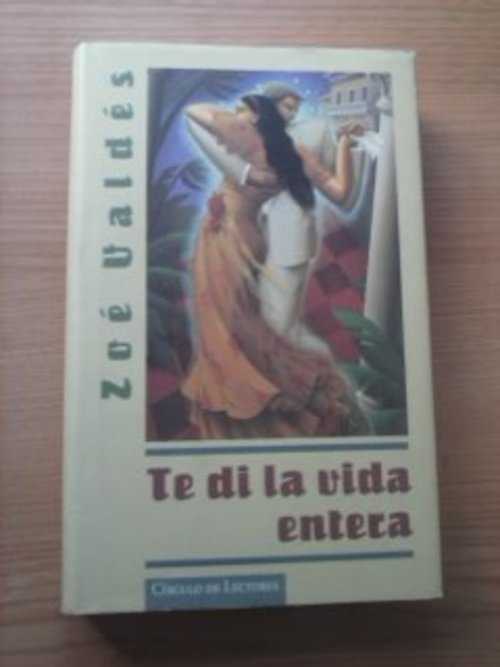 Zoé Valdés
Te di la vida
entera
CÍRCULO DE LECTORES